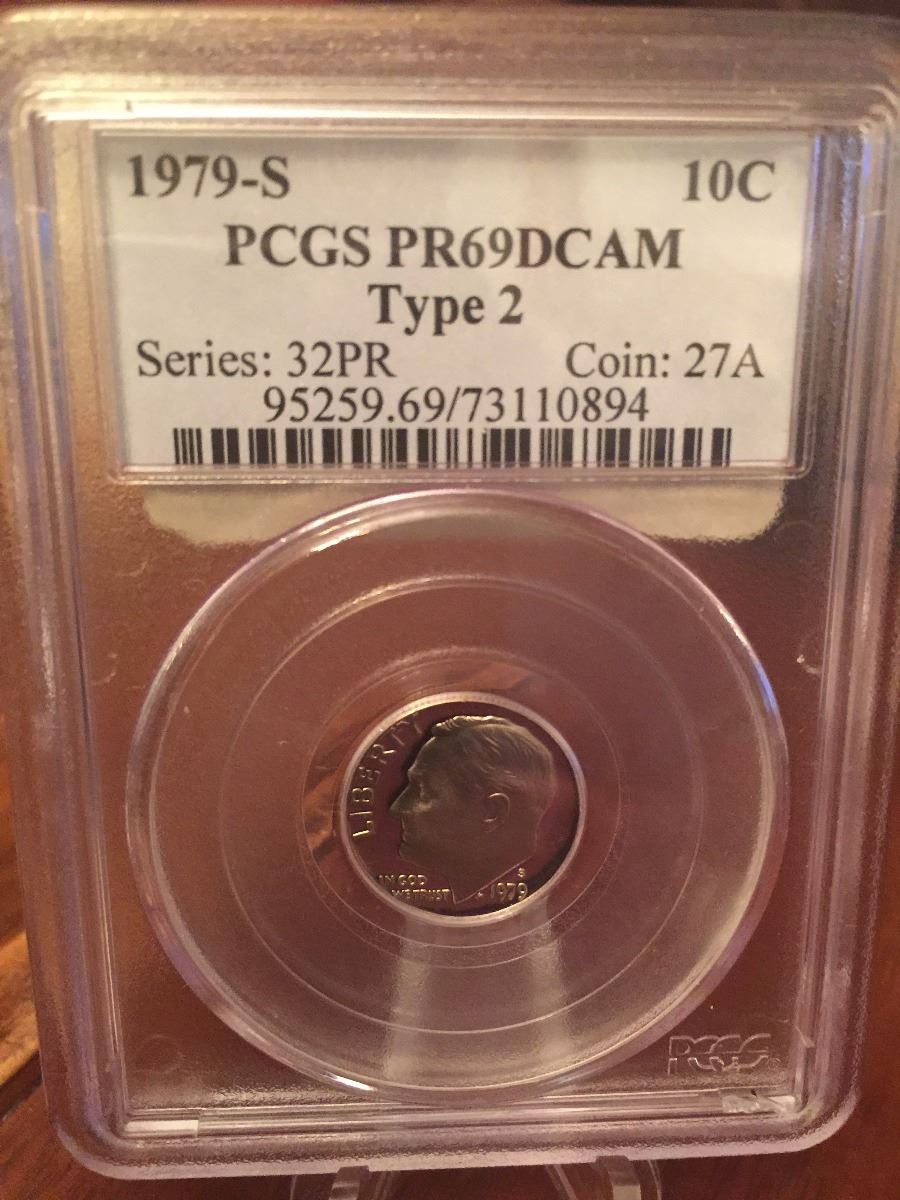 1979-S 10C
PCGS PR69DCAM
Type 2
Series: 32PR Coin: 27A
95259.69/73110894
LIBERTY
IN GOD
WE TRUST
S
1979
PCGS